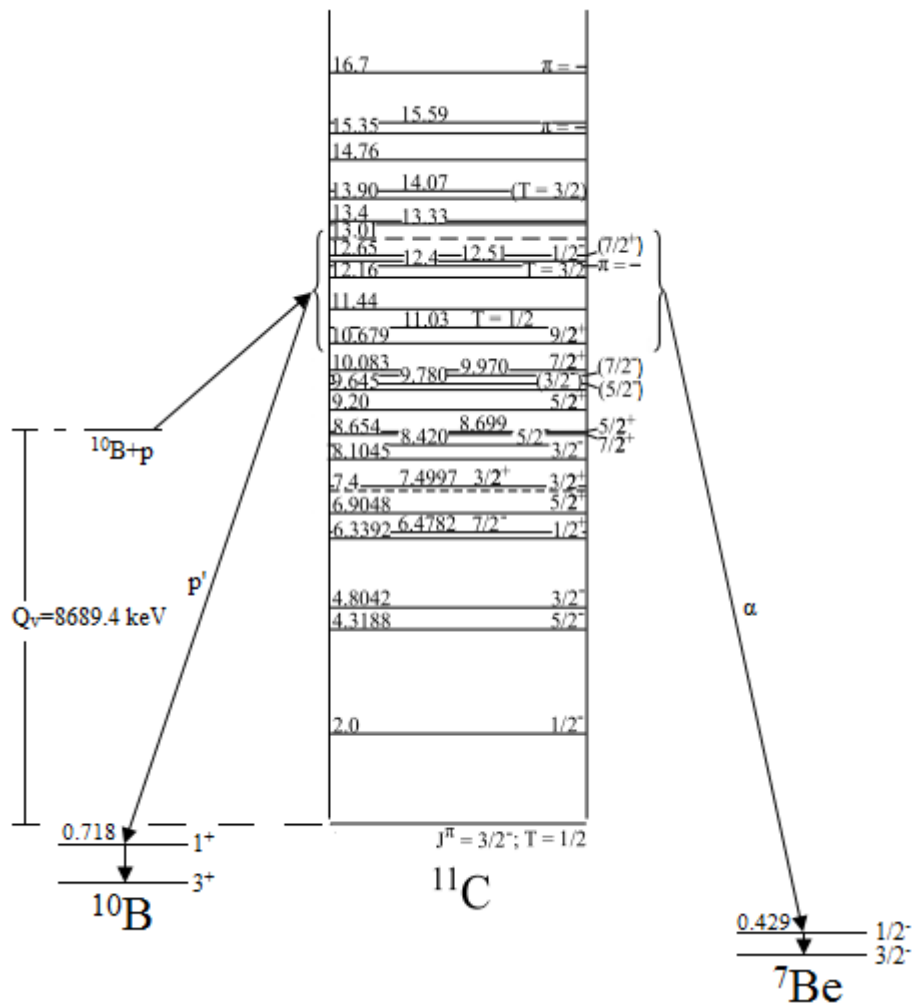 16.7 π = −
15.59
15.35 π = −
14.76
14.07
13.90 (T = 3/2)
13.4 13.33
13.01
12.65 12.51 1/2⁻ (7/2⁺)
12.4 π = −
12.16 T = 3/2
11.44
11.03 T = 1/2
10.679 9/2⁺
10.083 9.970 7/2⁺ (7/2⁻)
9.780 (3/2⁻)
9.645 (5/2⁻)
9.20 5/2⁺
¹⁰B+p
8.654 8.699 5/2⁺
8.420 5/2⁻ 7/2⁺
8.1045 3/2⁻
7.4 7.4997 3/2⁺ 3/2⁺
6.9048 5/2⁺
6.4782 7/2⁻
6.3392 1/2⁺
p'
4.8042 3/2⁻
α
Qᵥ=8689.4 keV
4.3188 5/2⁻
2.0 1/2⁻
0.718 1⁺
Jᴨ = 3/2⁻; T = 1/2
3⁺
¹¹C
¹⁰B
0.429 1/2⁻
3/2⁻
⁷Be